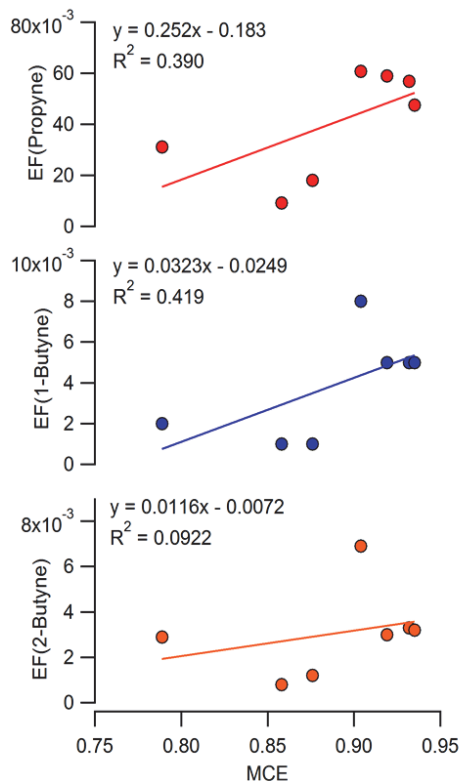 80x10⁻³
y = 0.252x - 0.183
R² = 0.390
60
40
20
0
EF(Propyne)
10x10⁻³
y = 0.0323x - 0.0249
R² = 0.419
8
6
4
2
0
EF(1-Butyne)
y = 0.0116x - 0.0072
8x10⁻³
R² = 0.0922
6
4
2
0
EF(2-Butyne)
0.75 0.80 0.85 0.90 0.95
MCE